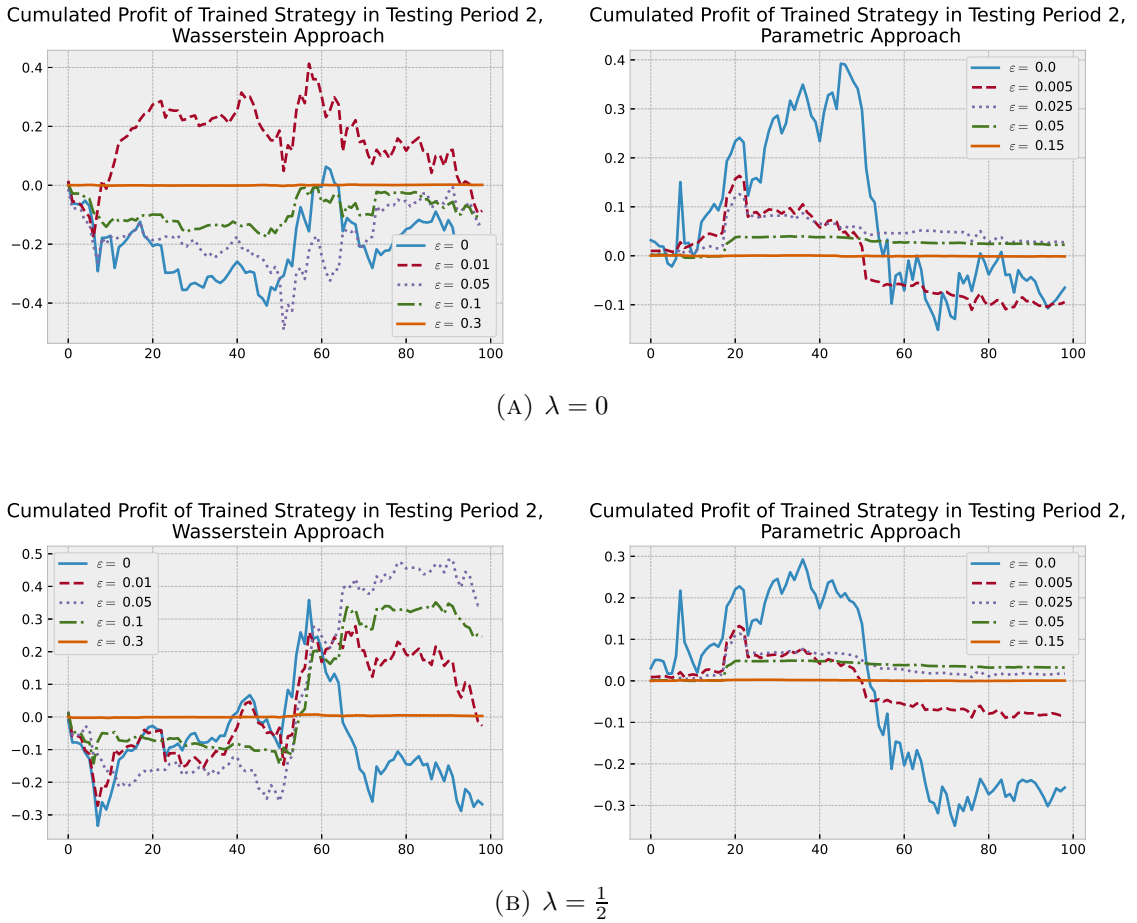 Cumulated Profit of Trained Strategy in Testing Period 2,
Wasserstein Approach
0.4
0.2
0.0
−0.2
−0.4
0 20 40 60 80 100
ε = 0
ε = 0.01
ε = 0.05
ε = 0.1
ε = 0.3
Cumulated Profit of Trained Strategy in Testing Period 2,
Parametric Approach
0.4
0.3
0.2
0.1
0.0
−0.1
0 20 40 60 80 100
ε = 0.0
ε = 0.005
ε = 0.025
ε = 0.05
ε = 0.15
(A) λ = 0
Cumulated Profit of Trained Strategy in Testing Period 2,
Wasserstein Approach
0.5
0.4
0.3
0.2
0.1
0.0
−0.1
−0.2
−0.3
0 20 40 60 80 100
ε = 0
ε = 0.01
ε = 0.05
ε = 0.1
ε = 0.3
Cumulated Profit of Trained Strategy in Testing Period 2,
Parametric Approach
0.3
0.2
0.1
0.0
−0.1
−0.2
−0.3
0 20 40 60 80 100
ε = 0.0
ε = 0.005
ε = 0.025
ε = 0.05
ε = 0.15
(B) λ = 1/2